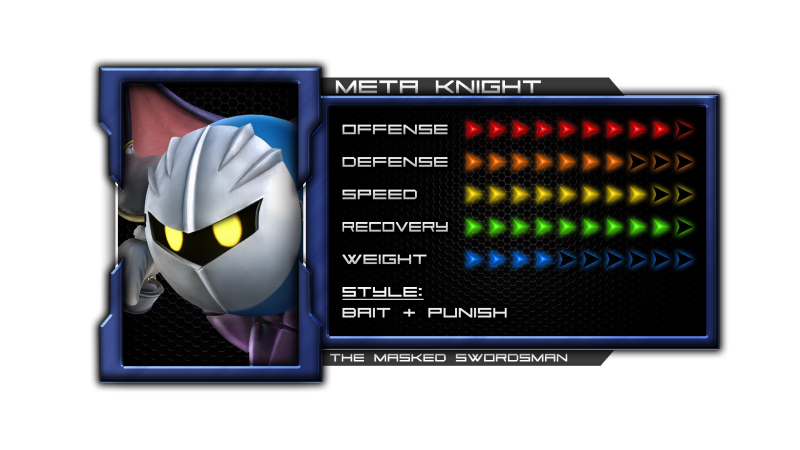 META KNIGHT
OFFENSE
DEFENSE
SPEED
RECOVERY
WEIGHT
STYLE:
BAIT + PUNISH
THE MASKED SWORDSMAN